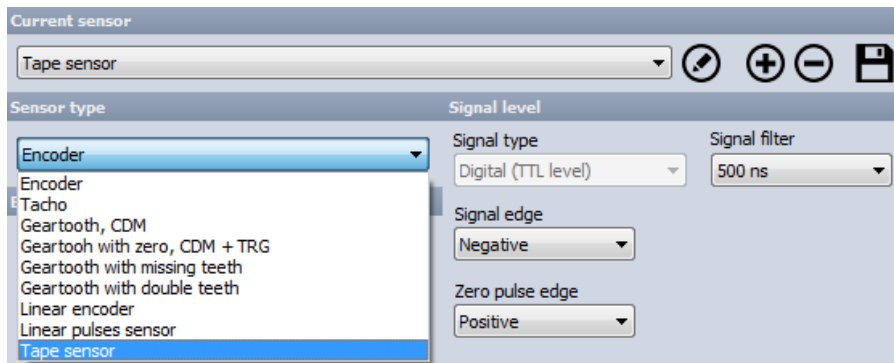 Current sensor
Tape sensor
Sensor type
Encoder
Encoder
Tacho
Geartooth, CDM
Geartooh with zero, CDM + TRG
Geartooth with missing teeth
Geartooth with double teeth
Linear encoder
Linear pulses sensor
Tape sensor
Signal level
Signal type
Signal filter
Digital (TTL level)
500 ns
Signal edge
Negative
Zero pulse edge
Positive